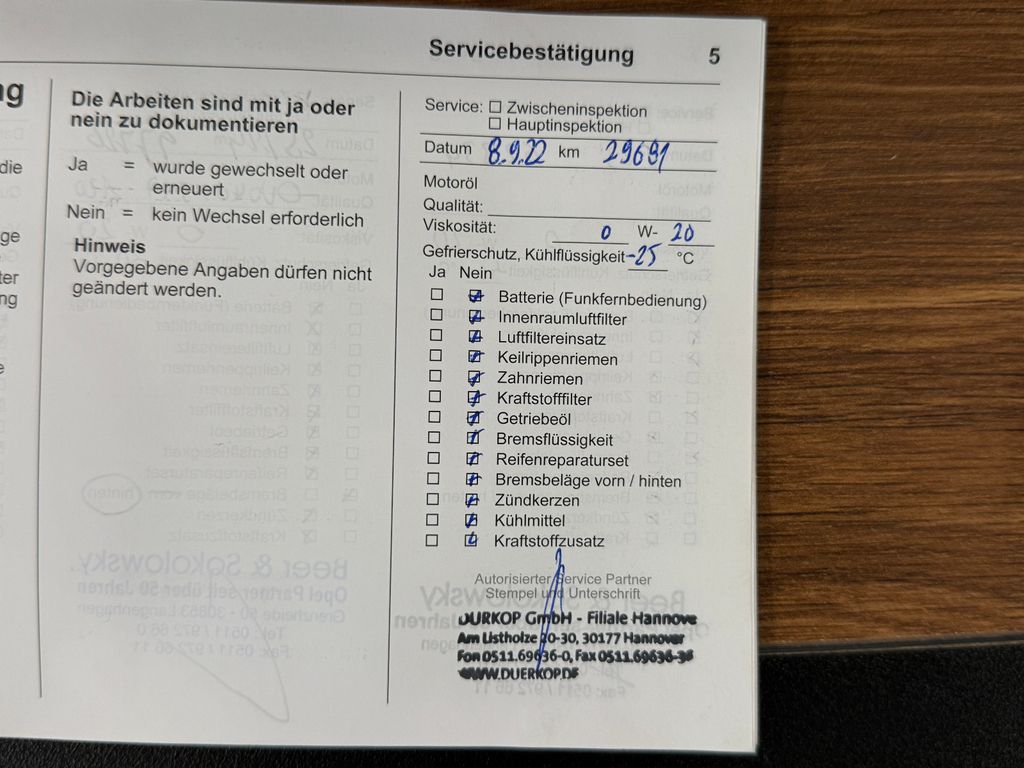 Servicebestätigung 5
ng
die
ge
ter
ng
e
Die Arbeiten sind mit ja oder
nein zu dokumentieren
Ja = wurde gewechselt oder
erneuert
Nein = kein Wechsel erforderlich
Hinweis
Vorgegebene Angaben dürfen nicht
geändert werden.
Service: ☐ Zwischeninspektion
☐ Hauptinspektion
Datum 8.9.22 km 29691
Motoröl
Qualität:
Viskosität: 0 W- 20
Gefrierschutz, Kühlflüssigkeit -25 °C
Ja Nein
Batterie (Funkfernbedienung)
Innenraumluftfilter
Luftfiltereinsatz
Keilrippenriemen
Zahnriemen
Kraftstofffilter
Getriebeöl
Bremsflüssigkeit
Reifenreparaturset
Bremsbeläge vorn / hinten
Zündkerzen
Kühlmittel
Kraftstoffzusatz
Autorisierter Service Partner
Stempel und Unterschrift
DURKOP GmbH - Filiale Hannove
Am Listholze 20-30, 30177 Hannover
Fon 0511.69636-0, Fax 0511.69636-36
WWW.DUERKOP.DE